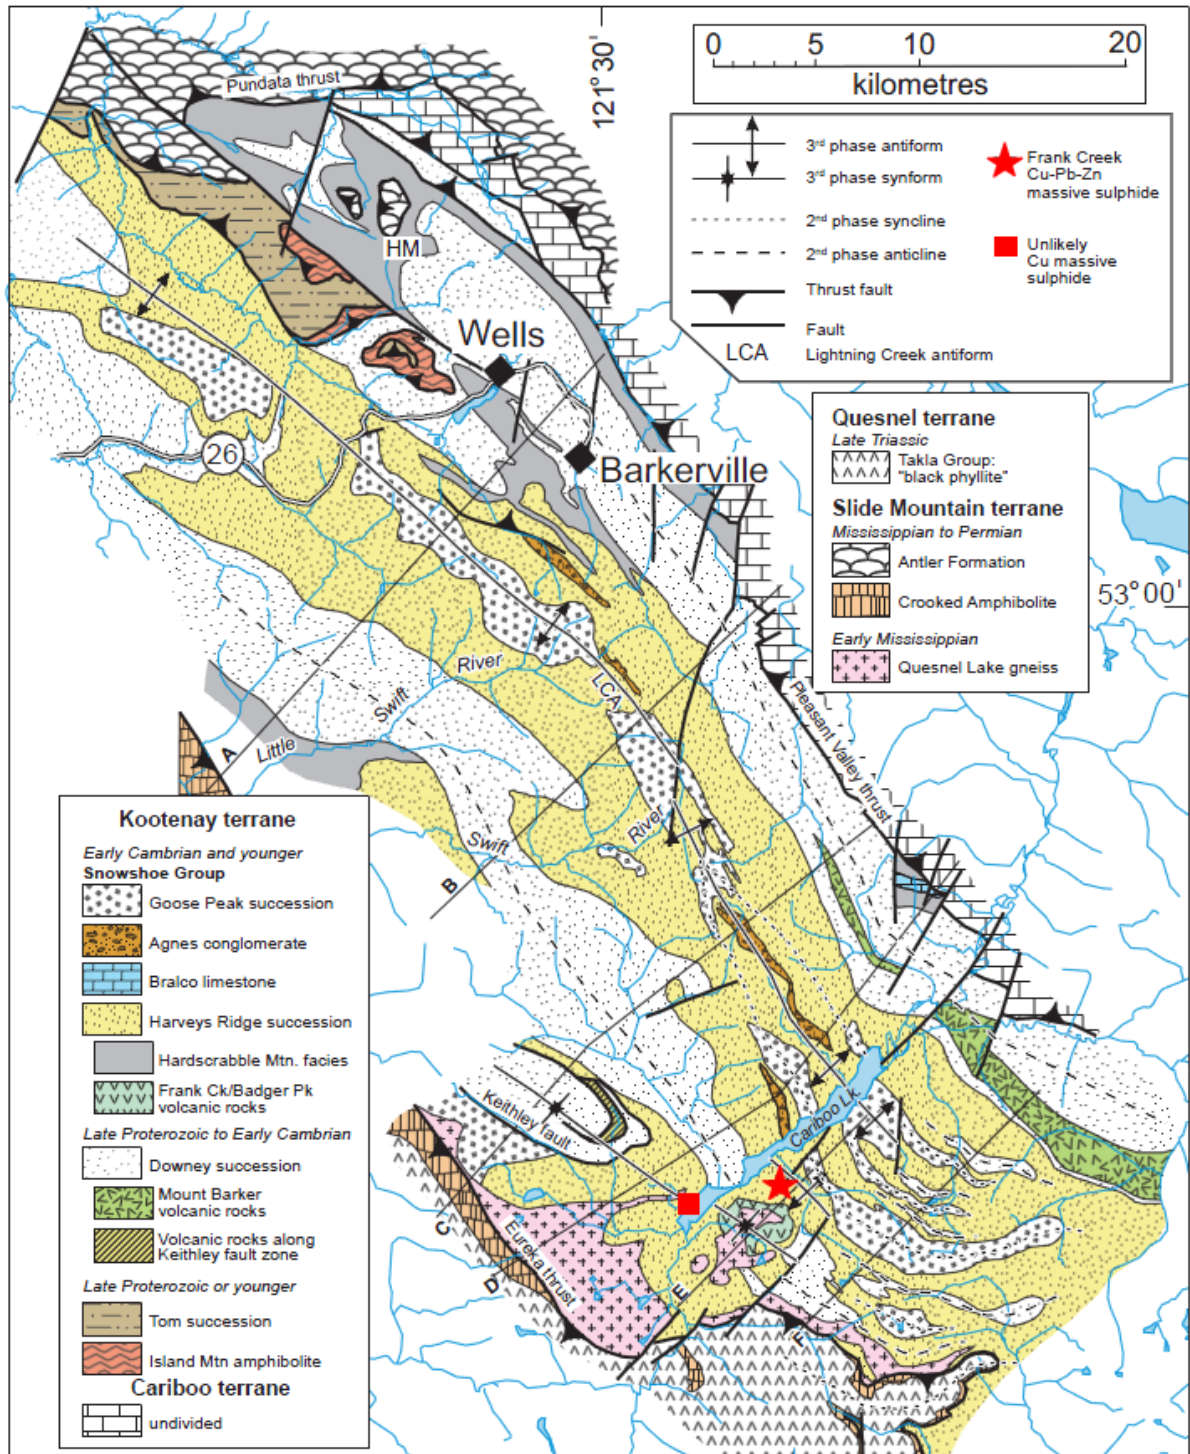 Pundata thrust
121°30'
0 5 10 20
kilometres
3rd phase antiform
3rd phase synform
2nd phase syncline
2nd phase anticline
Thrust fault
Fault
LCA Lightning Creek antiform
Frank Creek
Cu-Pb-Zn
massive sulphide
Unlikely
Cu massive
sulphide
HM
Wells
26
Barkerville
Quesnel terrane
Late Triassic
Takla Group:
"black phyllite"
Slide Mountain terrane
Mississippian to Permian
Antler Formation
Crooked Amphibolite
Early Mississippian
Quesnel Lake gneiss
53°00'
River
Swift
Little
LCA
Pleasant Valley thrust
A
River
Swift
B
Kootenay terrane
Early Cambrian and younger
Snowshoe Group
Goose Peak succession
Agnes conglomerate
Bralco limestone
Harveys Ridge succession
Hardscrabble Mtn. facies
Frank Ck/Badger Pk
volcanic rocks
Late Proterozoic to Early Cambrian
Downey succession
Mount Barker
volcanic rocks
Volcanic rocks along
Keithley fault zone
Late Proterozoic or younger
Tom succession
Island Mtn amphibolite
Cariboo terrane
undivided
Keithley fault
Cariboo Lk.
C
Eureka thrust
D
E
F